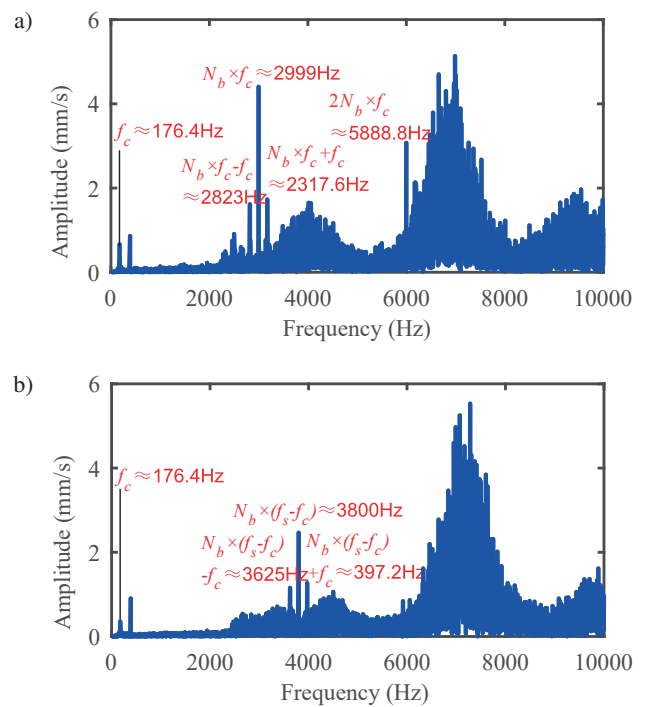 a)
6
4
2
0
Amplitude (mm/s)
N_b×f_c≈2999Hz
2N_b×f_c
≈5888.8Hz
f_c≈176.4Hz
N_b×f_c-f_c
≈2823Hz
N_b×f_c+f_c
≈2317.6Hz
0 2000 4000 6000 8000 10000
Frequency (Hz)
b)
6
4
2
0
Amplitude (mm/s)
f_c≈176.4Hz
N_b×(f_s-f_c)≈3800Hz
N_b×(f_s-f_c)
-f_c≈3625Hz
N_b×(f_s-f_c)
+f_c≈397.2Hz
0 2000 4000 6000 8000 10000
Frequency (Hz)